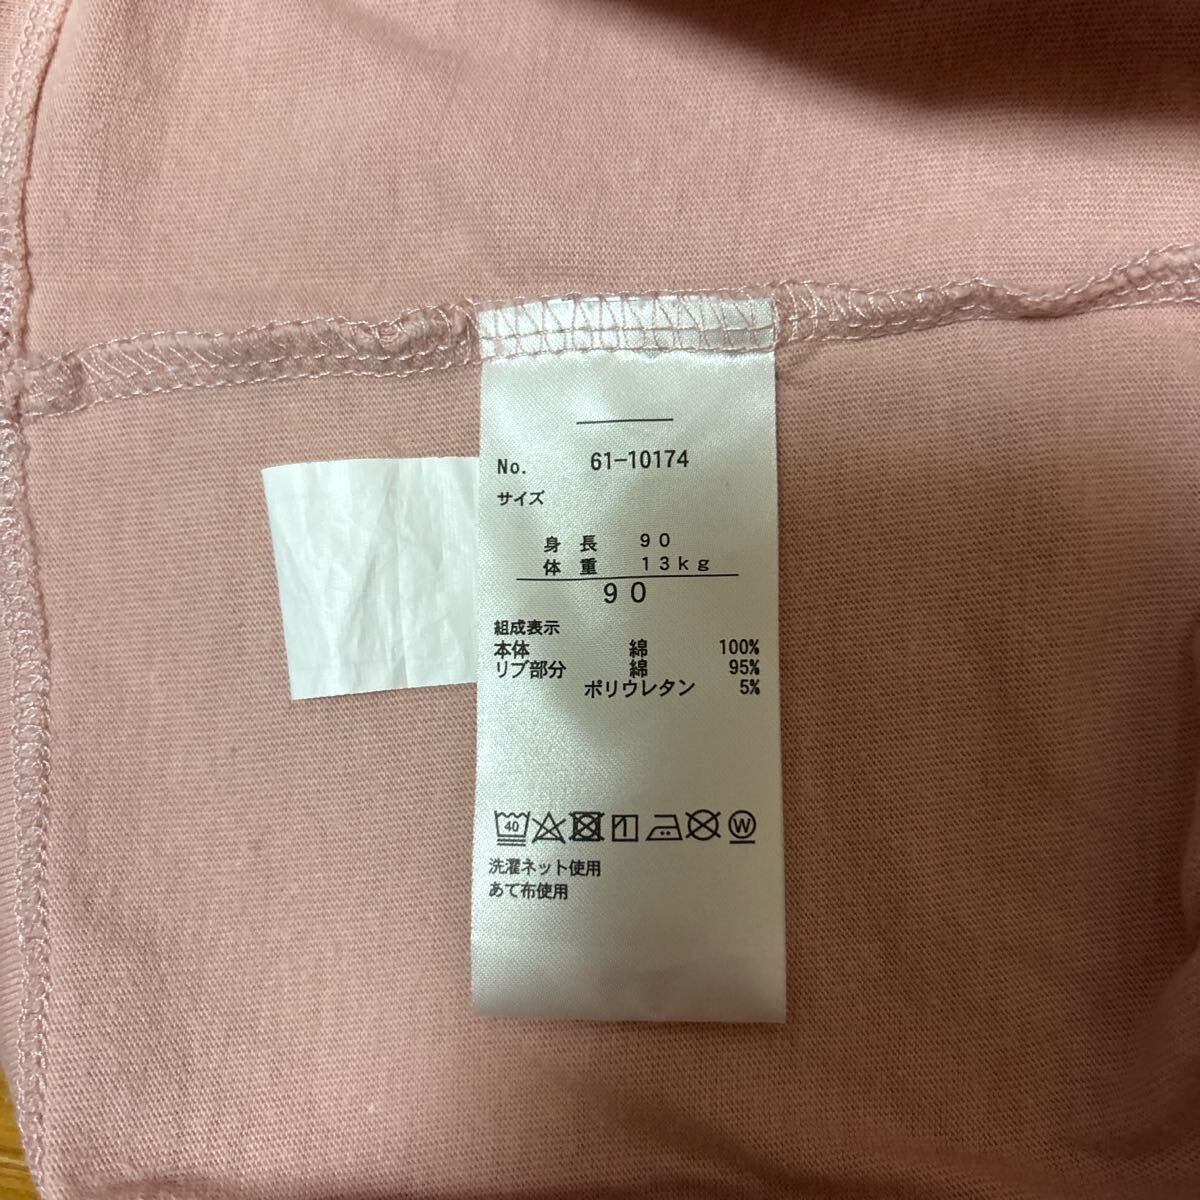 No. 61-10174
サイズ
身長 90
体重 13kg
90
組成表示
本体 綿 100%
リブ部分 綿 95%
ポリウレタン 5%
40 W
洗濯ネット使用
あて布使用